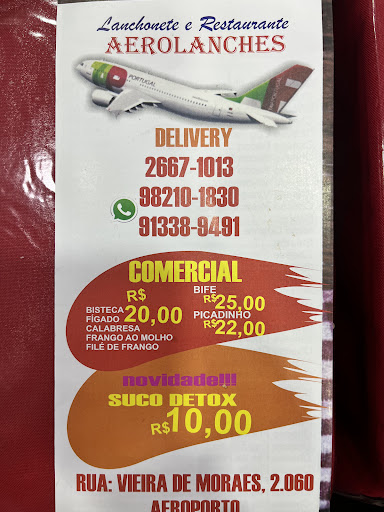 Lanchonete e Restaurante
AEROLANCHES
PORTUGAL
DELIVERY
2667-1013
98210-1830
91338-9491
COMERCIAL
R$ 20,00
BISTECA
FÍGADO
CALABRESA
FRANGO AO MOLHO
FILÉ DE FRANGO
BIFE
R$25,00
PICADINHO
R$22,00
novidade!!!
SUCO DETOX
R$10,00
RUA: VIEIRA DE MORAES, 2.060
AEROPORTO